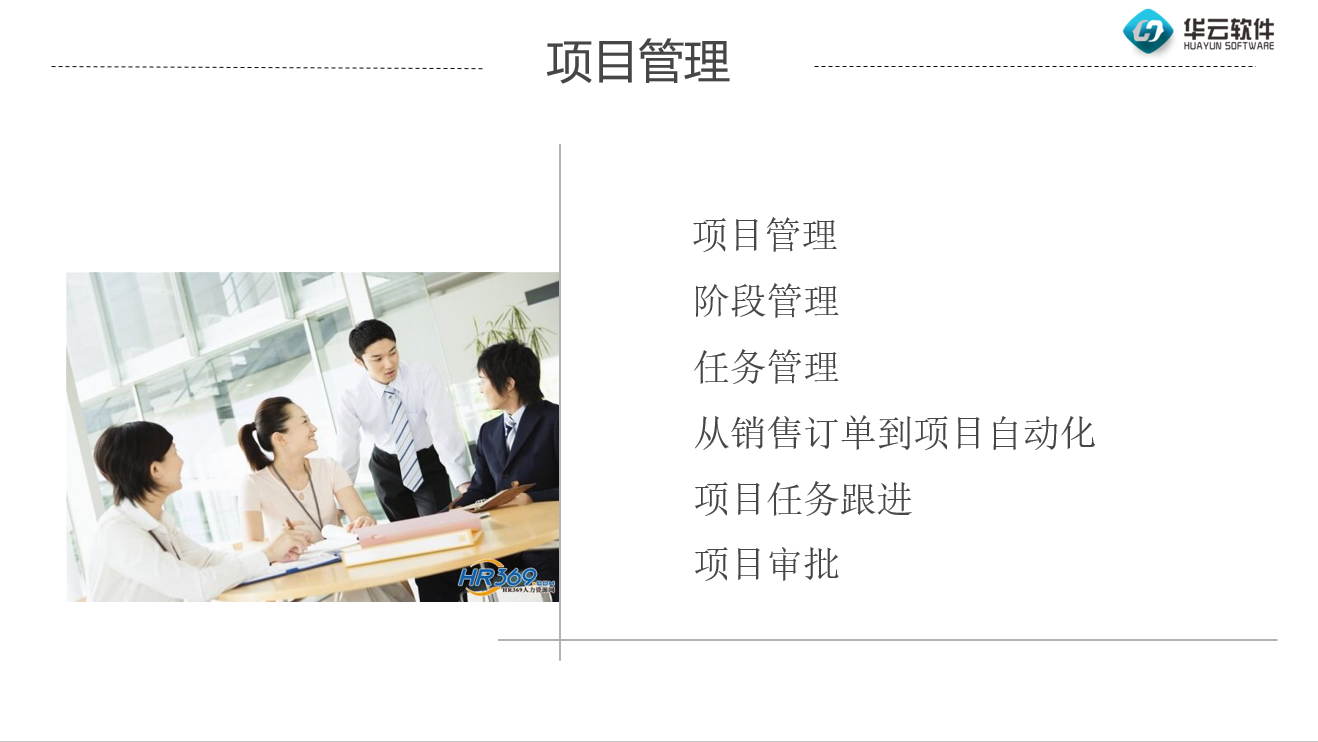 项目管理
华云软件
HUAYUN SOFTWARE
项目管理
阶段管理
任务管理
从销售订单到项目自动化
项目任务跟进
项目审批
HR369
HR369人力资源网